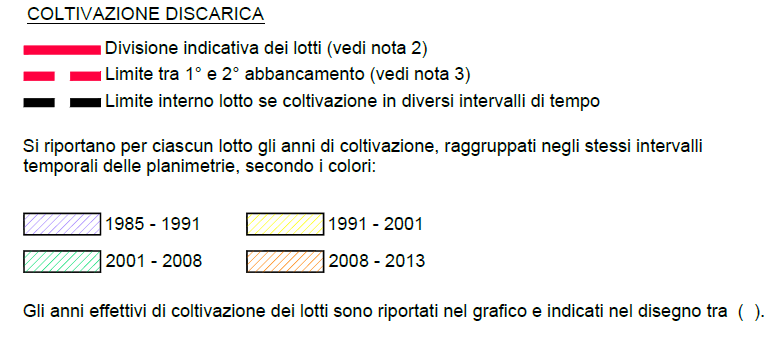 COLTIVAZIONE DISCARICA
Divisione indicativa dei lotti (vedi nota 2)
Limite tra 1° e 2° abbancamento (vedi nota 3)
Limite interno lotto se coltivazione in diversi intervalli di tempo
Si riportano per ciascun lotto gli anni di coltivazione, raggruppati negli stessi intervalli
temporali delle planimetrie, secondo i colori:
1985 - 1991
1991 - 2001
2001 - 2008
2008 - 2013
Gli anni effettivi di coltivazione dei lotti sono riportati nel grafico e indicati nel disegno tra ( ).